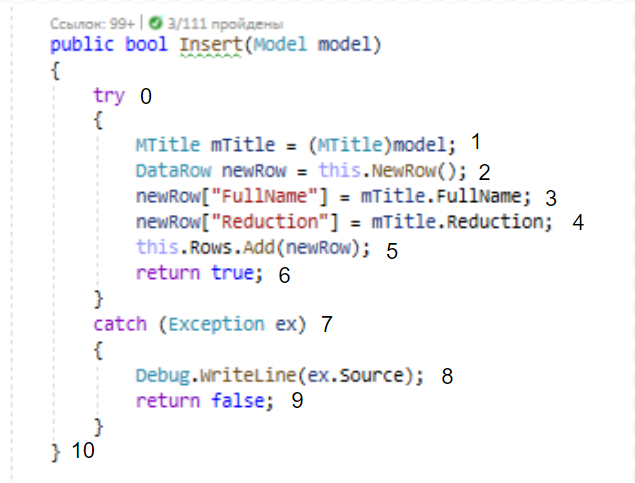 Ссылок: 99+ | 3/111 пройдены
public bool Insert(Model model)
{
try 0
{
MTitle mTitle = (MTitle)model; 1
DataRow newRow = this.NewRow(); 2
newRow["FullName"] = mTitle.FullName; 3
newRow["Reduction"] = mTitle.Reduction; 4
this.Rows.Add(newRow); 5
return true; 6
}
catch (Exception ex) 7
{
Debug.WriteLine(ex.Source); 8
return false; 9
}
} 10